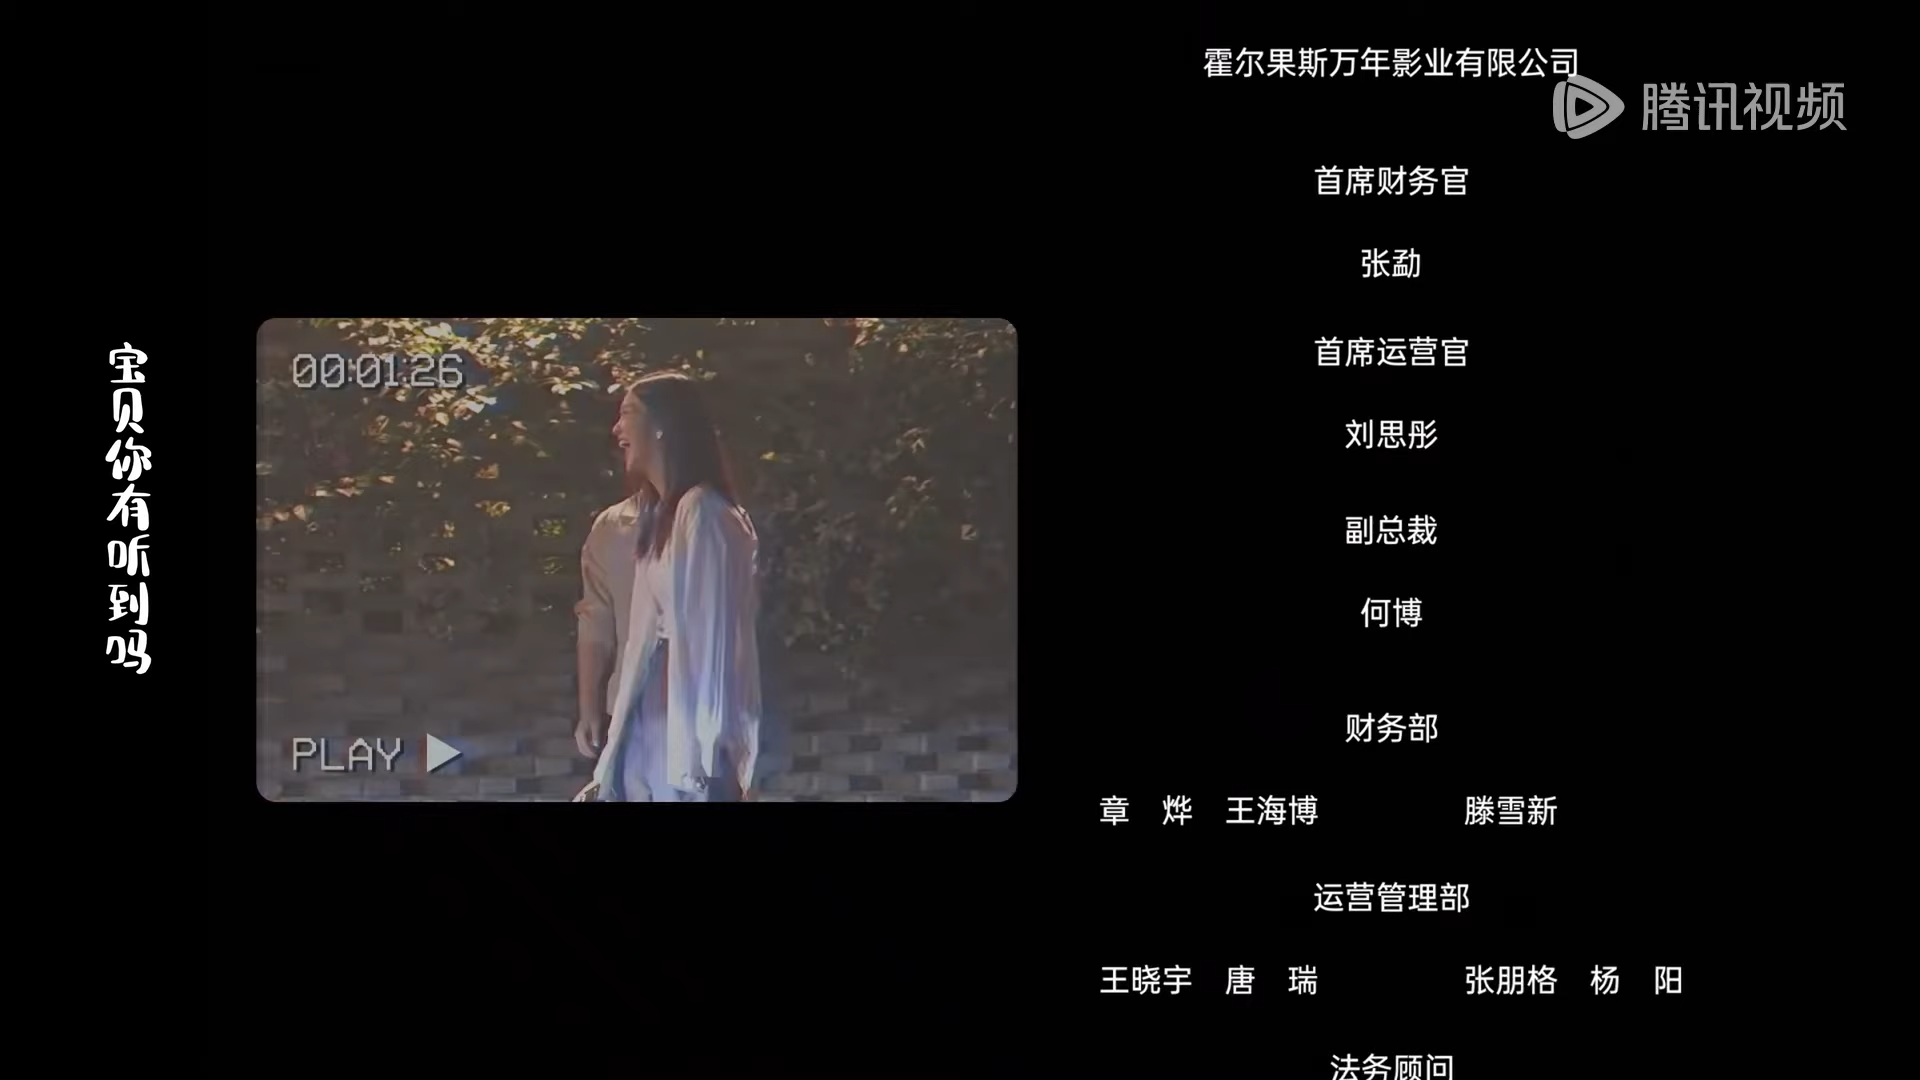 霍尔果斯万年影业有限公司
腾讯视频
首席财务官
张勐
首席运营官
刘思彤
副总裁
何博
财务部
章　烨　王海博　滕雪新
运营管理部
王晓宇　唐　瑞　张朋格　杨　阳
法务顾问
宝贝你有听到吗
00:01:26
PLAY